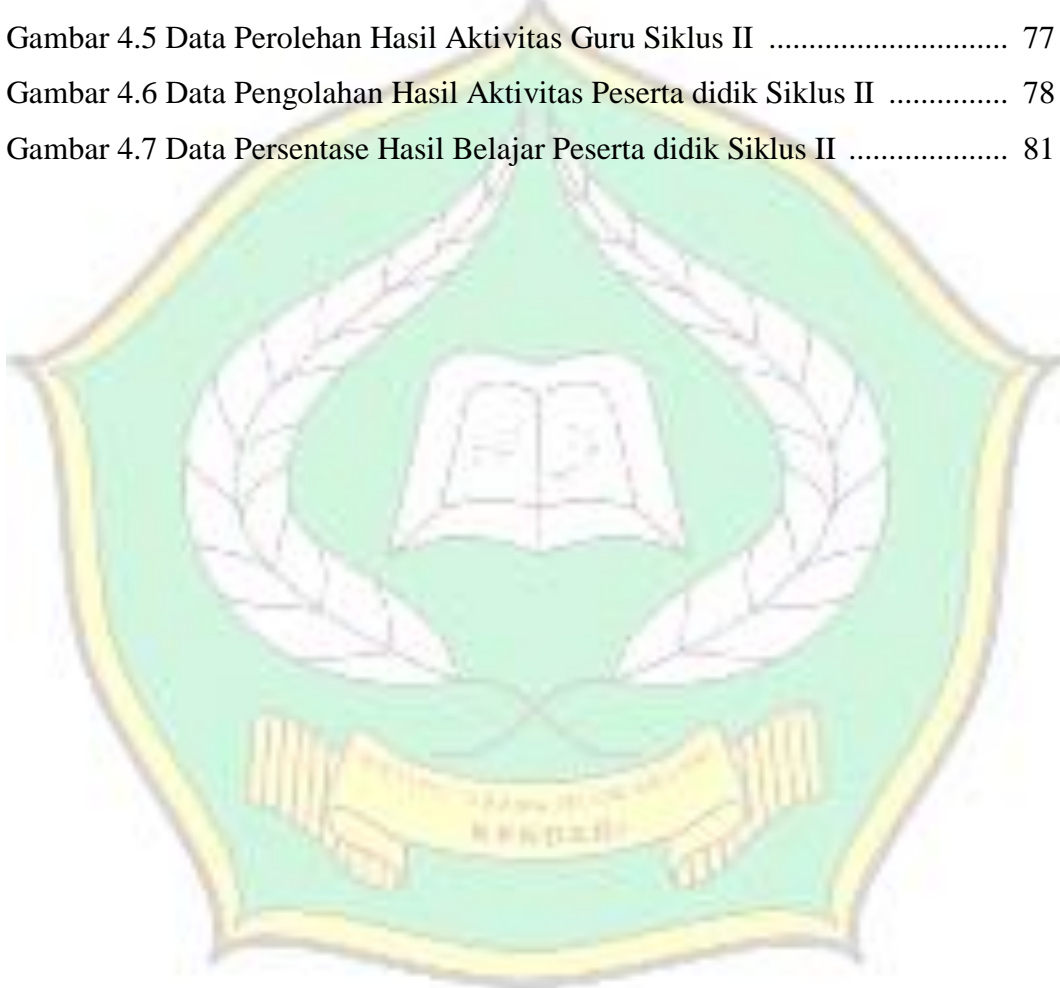 Gambar 4.5 Data Perolehan Hasil Aktivitas Guru Siklus II ............................ 77
Gambar 4.6 Data Pengolahan Hasil Aktivitas Peserta didik Siklus II ............... 78
Gambar 4.7 Data Persentase Hasil Belajar Peserta didik Siklus II .................... 81
KENDARI